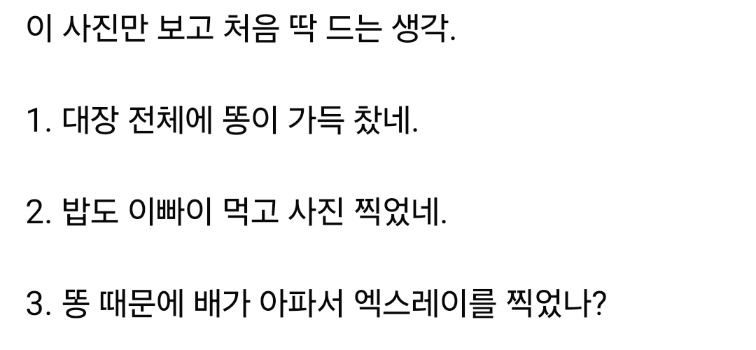 이 사진만 보고 처음 딱 드는 생각.
1. 대장 전체에 똥이 가득 찼네.
2. 밥도 이빠이 먹고 사진 찍었네.
3. 똥 때문에 배가 아파서 엑스레이를 찍었나?